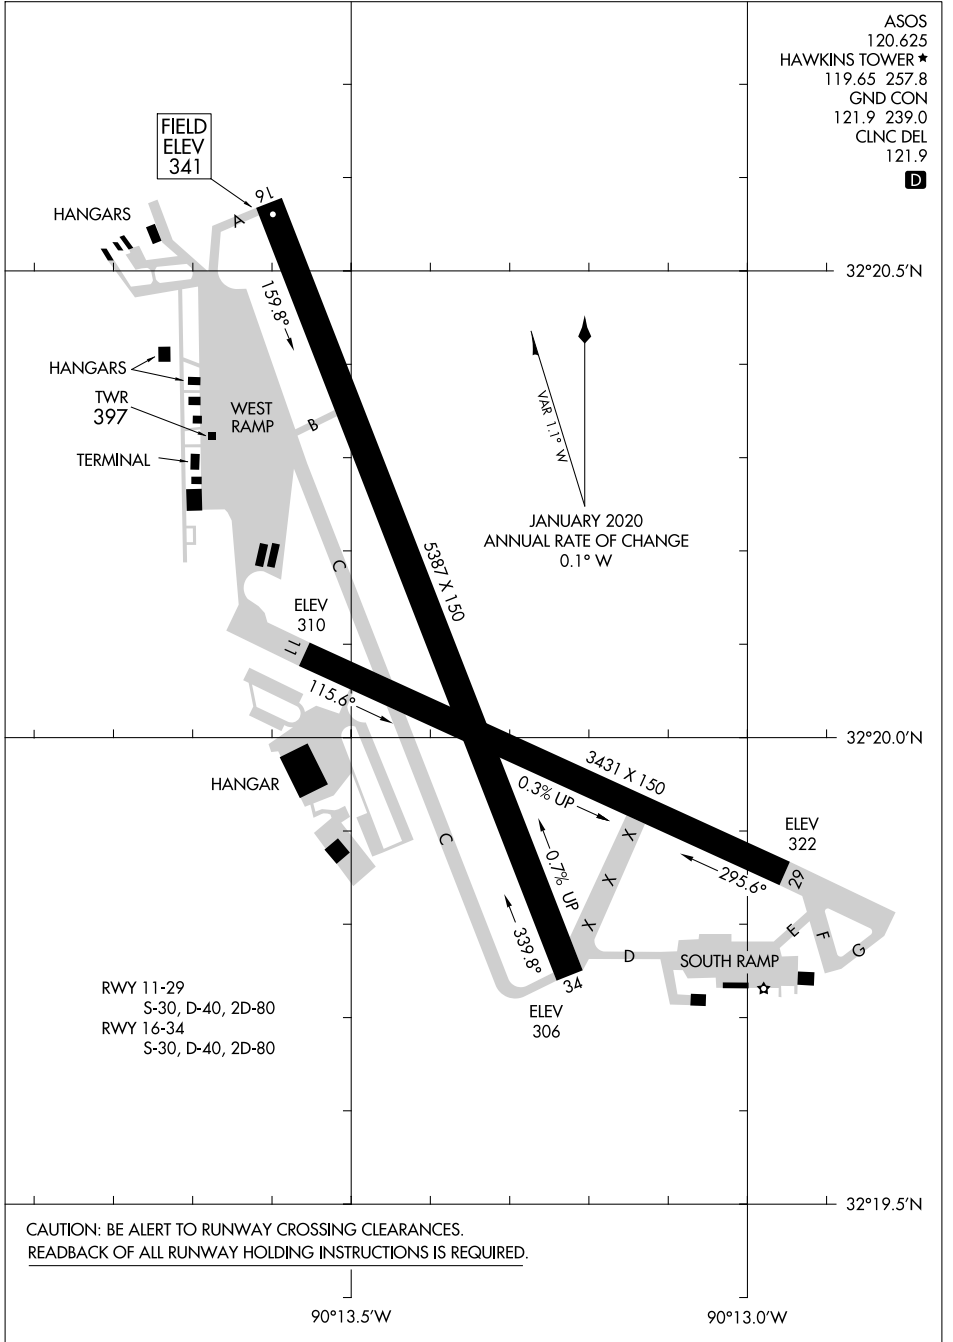 ASOS
120.625
HAWKINS TOWER ★
119.65 257.8
GND CON
121.9 239.0
CLNC DEL
121.9
D
FIELD
ELEV
341
16
A
HANGARS
32°20.5'N
159.8°
HANGARS
TWR
397
WEST
RAMP
B
TERMINAL
VAR 1.1° W
JANUARY 2020
ANNUAL RATE OF CHANGE
0.1° W
5387 X 150
C
ELEV
310
11
115.6°
32°20.0'N
3431 X 150
0.3% UP
HANGAR
C
X
X
X
ELEV
322
29
295.6°
0.7% UP
339.8°
34
ELEV
306
D
E
F
G
SOUTH RAMP
RWY 11-29
S-30, D-40, 2D-80
RWY 16-34
S-30, D-40, 2D-80
32°19.5'N
CAUTION: BE ALERT TO RUNWAY CROSSING CLEARANCES.
READBACK OF ALL RUNWAY HOLDING INSTRUCTIONS IS REQUIRED.
90°13.5'W
90°13.0'W